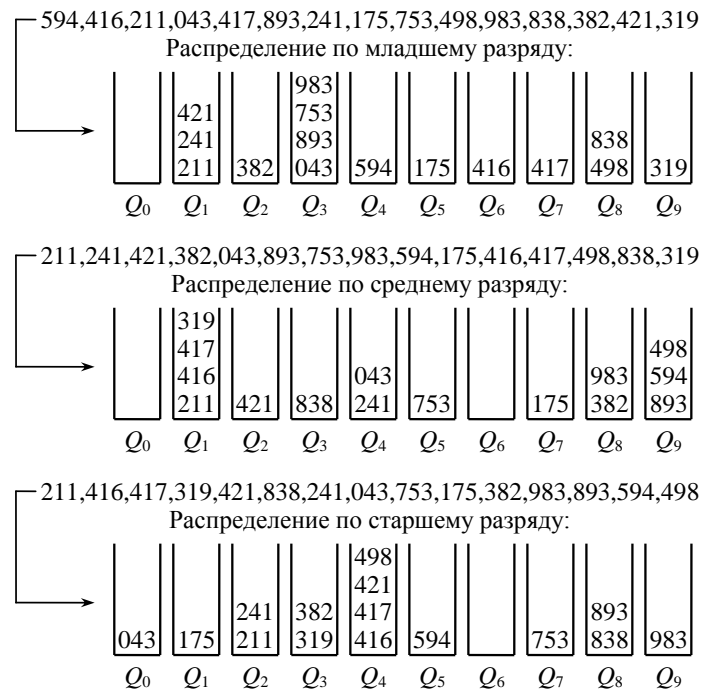 594,416,211,043,417,893,241,175,753,498,983,838,382,421,319
Распределение по младшему разряду:
983
421 753
241 893 838
211 382 043 594 175 416 417 498 319
Q0 Q1 Q2 Q3 Q4 Q5 Q6 Q7 Q8 Q9
211,241,421,382,043,893,753,983,594,175,416,417,498,838,319
Распределение по среднему разряду:
319
417 498
416 043 983 594
211 421 838 241 753 175 382 893
Q0 Q1 Q2 Q3 Q4 Q5 Q6 Q7 Q8 Q9
211,416,417,319,421,838,241,043,753,175,382,983,893,594,498
Распределение по старшему разряду:
498
421
241 382 417 893
043 175 211 319 416 594 753 838 983
Q0 Q1 Q2 Q3 Q4 Q5 Q6 Q7 Q8 Q9